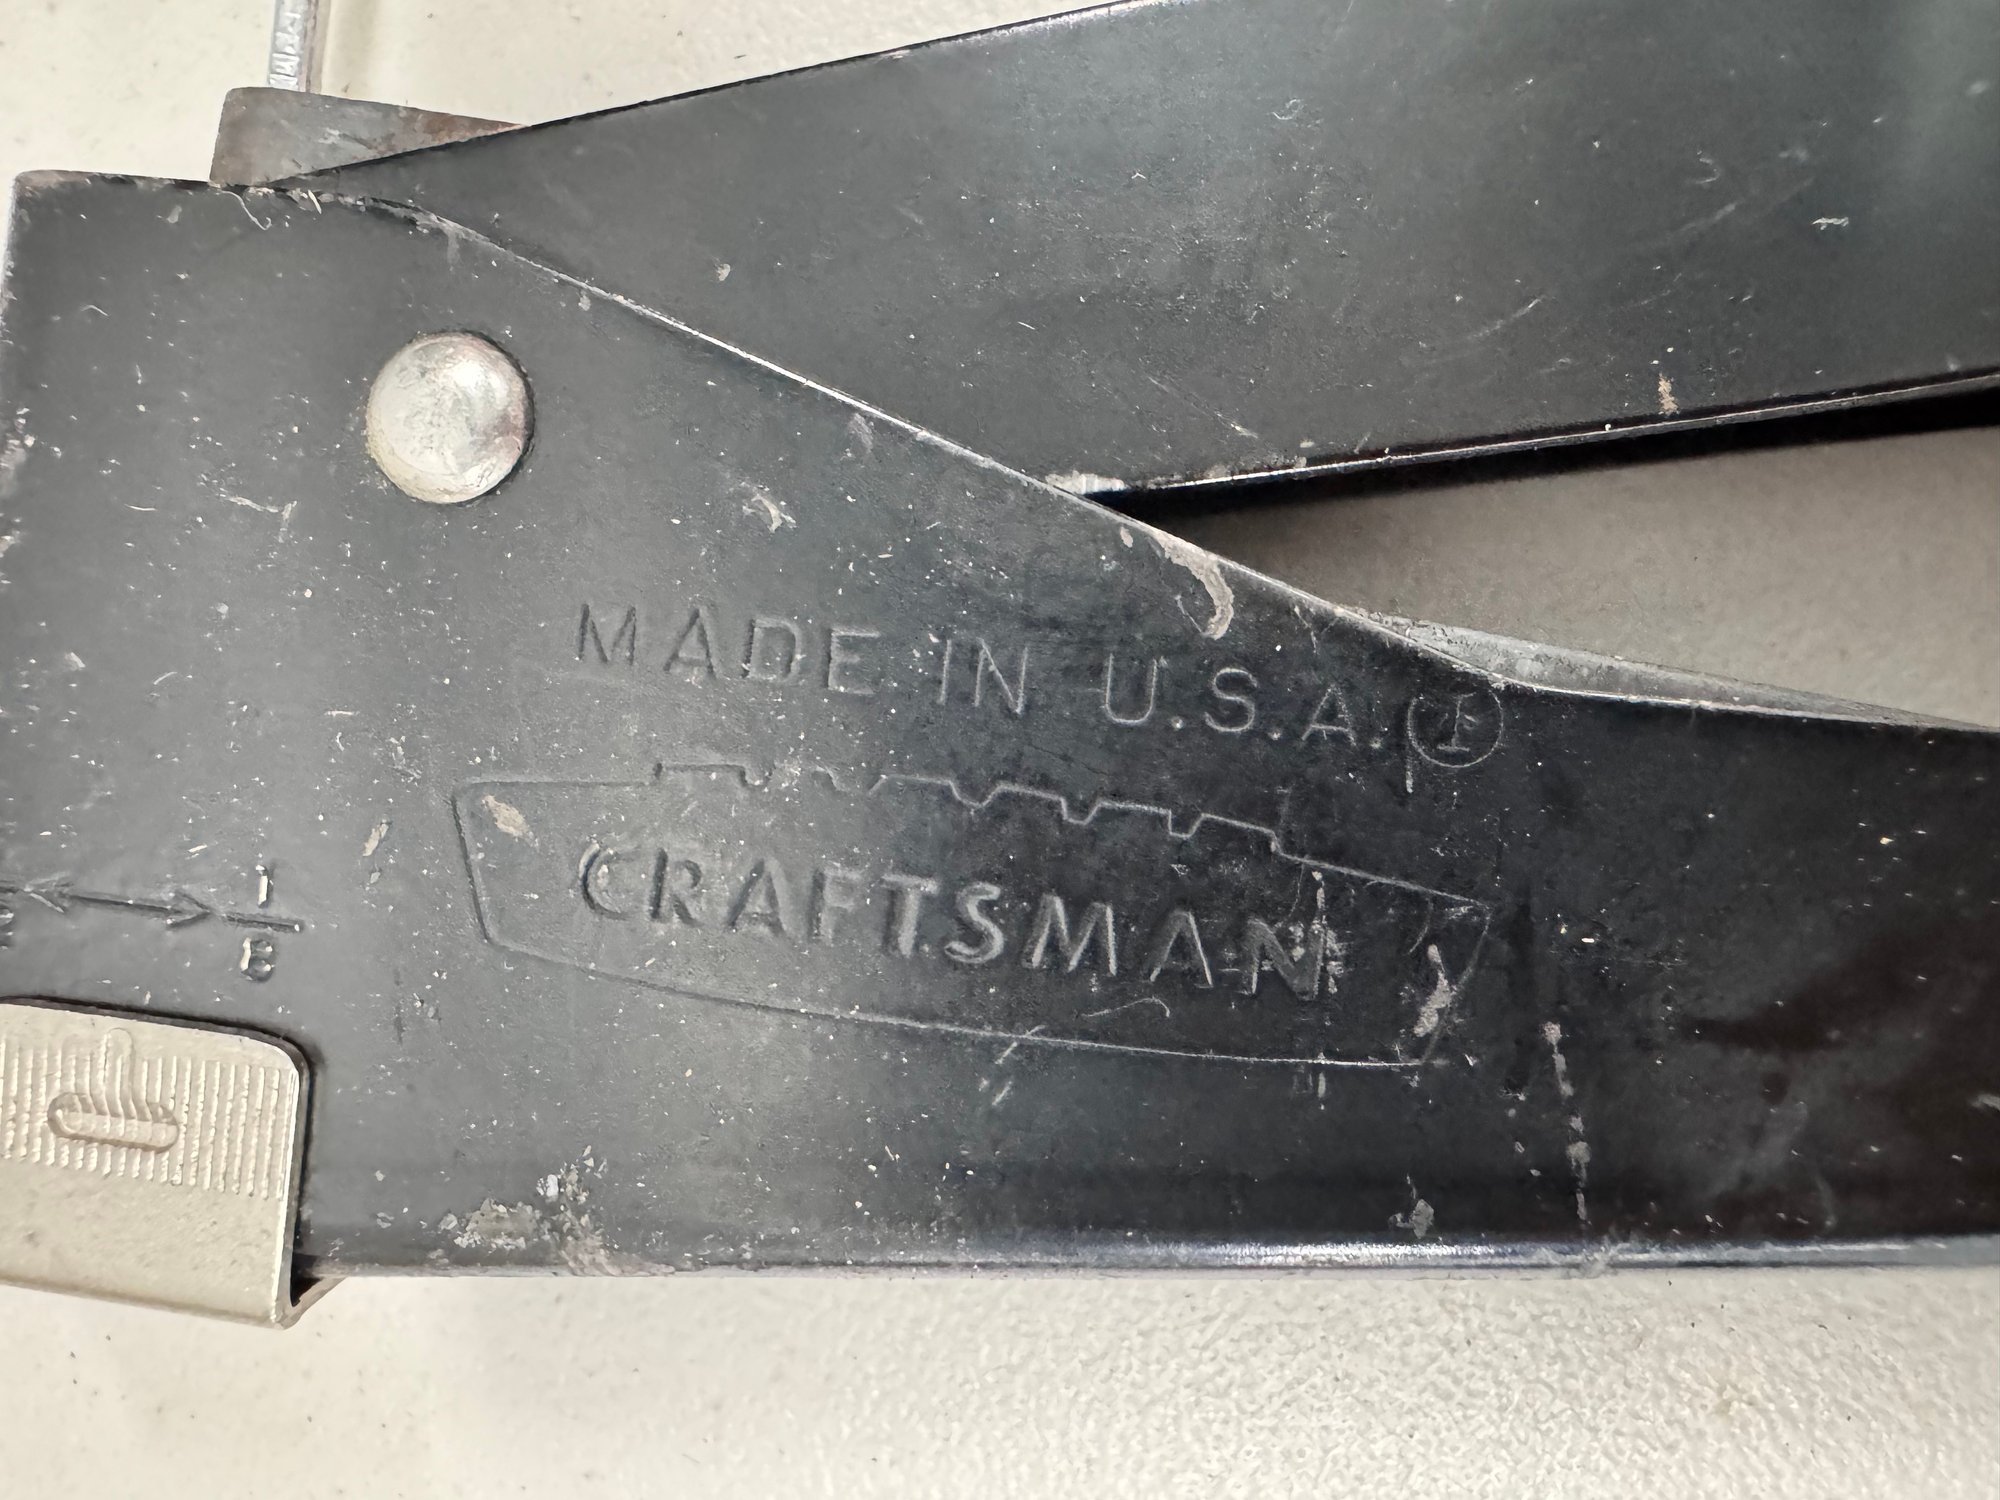 MADE IN U.S.A. Ⓕ
CRAFTSMAN
1
8